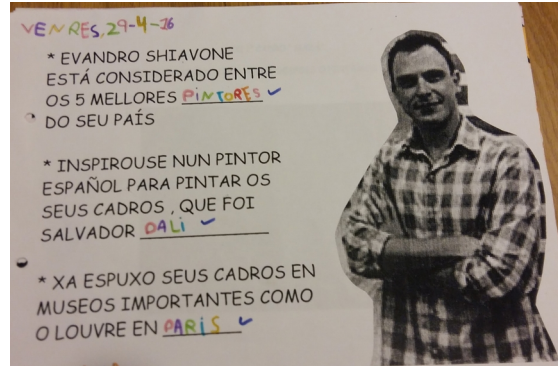 VENRES, 29-4-16
* EVANDRO SHIAVONE
ESTÁ CONSIDERADO ENTRE
OS 5 MELLORES PiNTORES
DO SEU PAÍS
* INSPIROUSE NUN PINTOR
ESPAÑOL PARA PINTAR OS
SEUS CADROS , QUE FOI
SALVADOR DALi
* XA ESPUXO SEUS CADROS EN
MUSEOS IMPORTANTES COMO
O LOUVRE EN PARiS